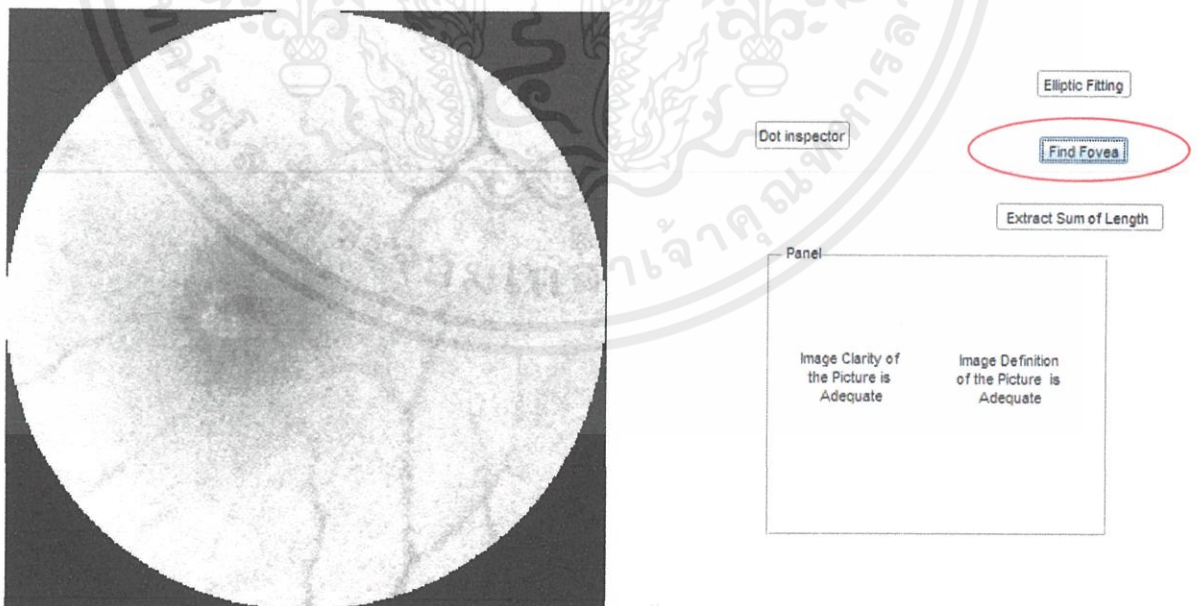 Elliptic Fitting
Dot inspector
Find Fovea
Extract Sum of Length
Panel
Image Clarity of
the Picture is
Adequate
Image Definition
of the Picture is
Adequate